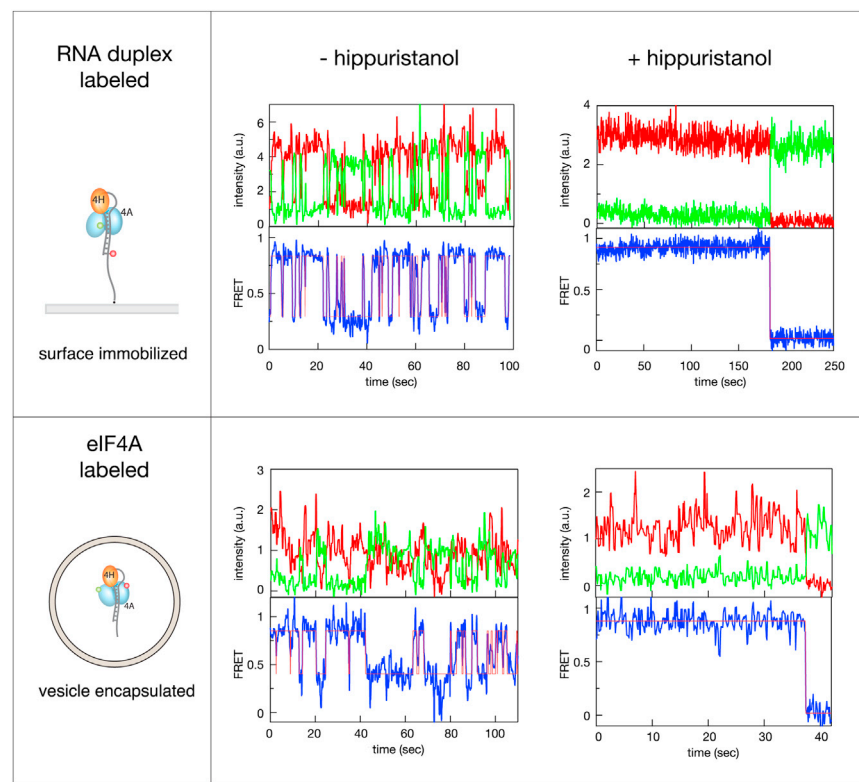 RNA duplex
labeled
- hippuristanol
+ hippuristanol
4H
4A
surface immobilized
intensity (a.u.)
6
4
2
0
FRET
1
0.5
0
0 20 40 60 80 100
time (sec)
intensity (a.u.)
4
2
0
FRET
1
0.5
0
0 50 100 150 200 250
time (sec)
eIF4A
labeled
4H
4A
vesicle encapsulated
intensity (a.u.)
3
2
1
0
FRET
1
0.5
0
0 20 40 60 80 100
time (sec)
intensity (a.u.)
2
1
0
FRET
1
0.5
0
0 10 20 30 40
time (sec)